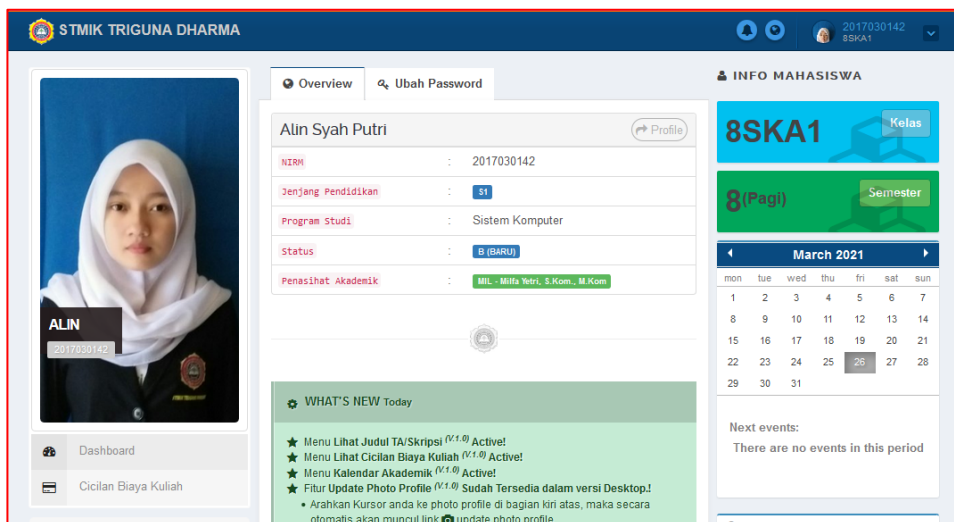 STMIK TRIGUNA DHARMA
2017030142
8SKA1
ALIN
2017030142
Dashboard
Cicilan Biaya Kuliah
Overview
Ubah Password
Alin Syah Putri
Profile
NIRM : 2017030142
Jenjang Pendidikan : S1
Program Studi : Sistem Komputer
Status : B (BARU)
Penasihat Akademik : MIL - Milfa Yetri, S.Kom., M.Kom
WHAT'S NEW Today
Menu Lihat Judul TA/Skripsi (V.1.0) Active!
Menu Lihat Cicilan Biaya Kuliah (V.1.0) Active!
Menu Kalendar Akademik (V.1.0) Active!
Fitur Update Photo Profile (V.1.0) Sudah Tersedia dalam versi Desktop.!
• Arahkan Kursor anda ke photo profile di bagian kiri atas, maka secara
otomatis akan muncul link update photo profile
INFO MAHASISWA
8SKA1
Kelas
8(Pagi)
Semester
March 2021
mon tue wed thu fri sat sun
1 2 3 4 5 6 7
8 9 10 11 12 13 14
15 16 17 18 19 20 21
22 23 24 25 26 27 28
29 30 31
Next events:
There are no events in this period